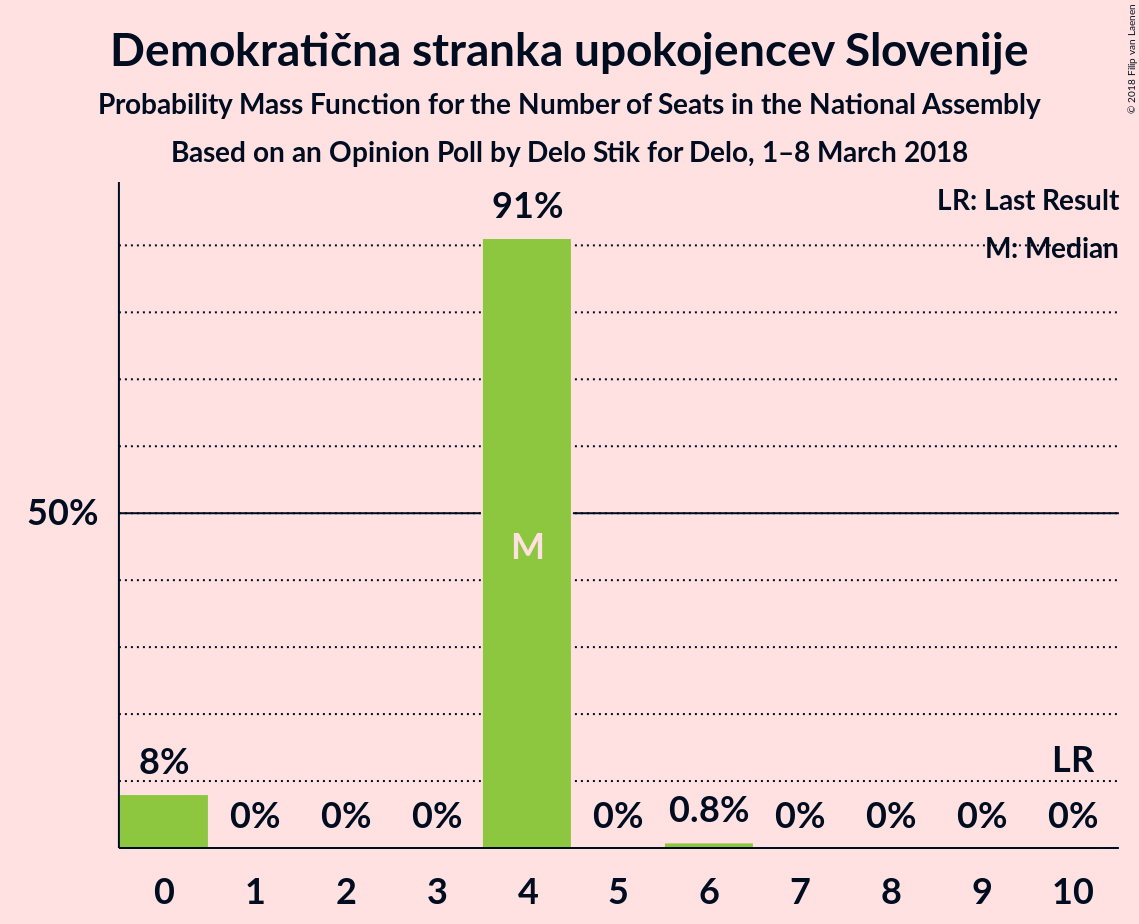 Demokratična stranka upokojencev Slovenije
Probability Mass Function for the Number of Seats in the National Assembly
Based on an Opinion Poll by Delo Stik for Delo, 1–8 March 2018
© 2018 Filip van Laenen
LR: Last Result
M: Median
91%
50%
M
8%
0%
0%
0%
0%
0.8%
0%
0%
0%
LR
0%
0 1 2 3 4 5 6 7 8 9 10